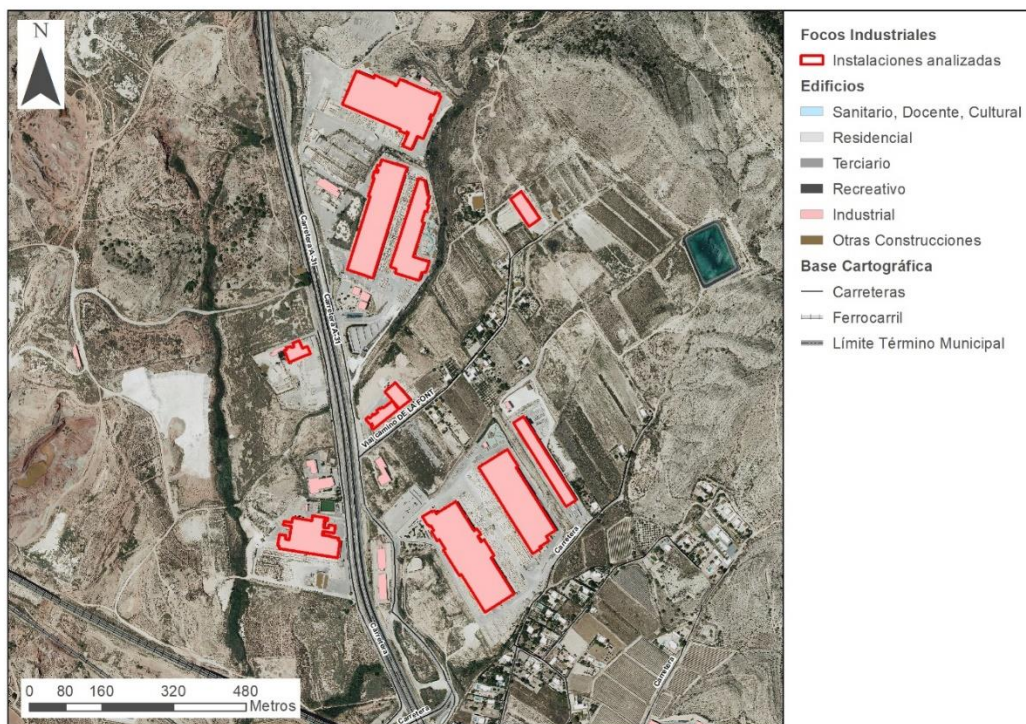 N
Focos Industriales
Instalaciones analizadas
Edificios
Sanitario, Docente, Cultural
Residencial
Terciario
Recreativo
Industrial
Otras Construcciones
Base Cartográfica
Carreteras
Ferrocarril
Límite Término Municipal
Carretera A-31
Carretera A-31
Vial camino DE LA FONT
Carretera
Carretera
Carretera
Carretera
0 80 160 320 480
Metros